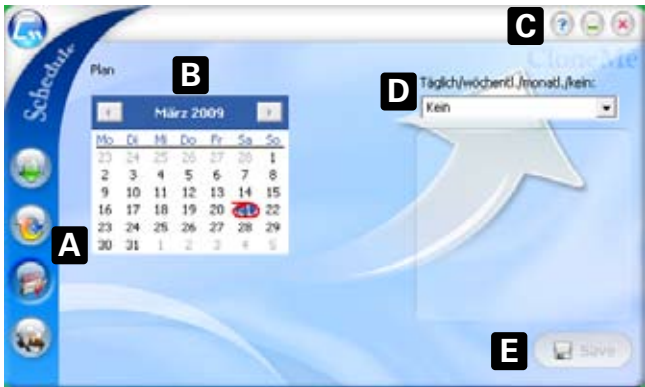 C
?
Schedule
CloneMe
Plan
B
D
Täglich/wöchentl./monatl./kein:
Kein
März 2009
Mo Di Mi Do Fr Sa So
23 24 25 26 27 28 1
2 3 4 5 6 7 8
9 10 11 12 13 14 15
16 17 18 19 20 21 22
23 24 25 26 27 28 29
30 31 1 2 3 4 5
A
E
Save